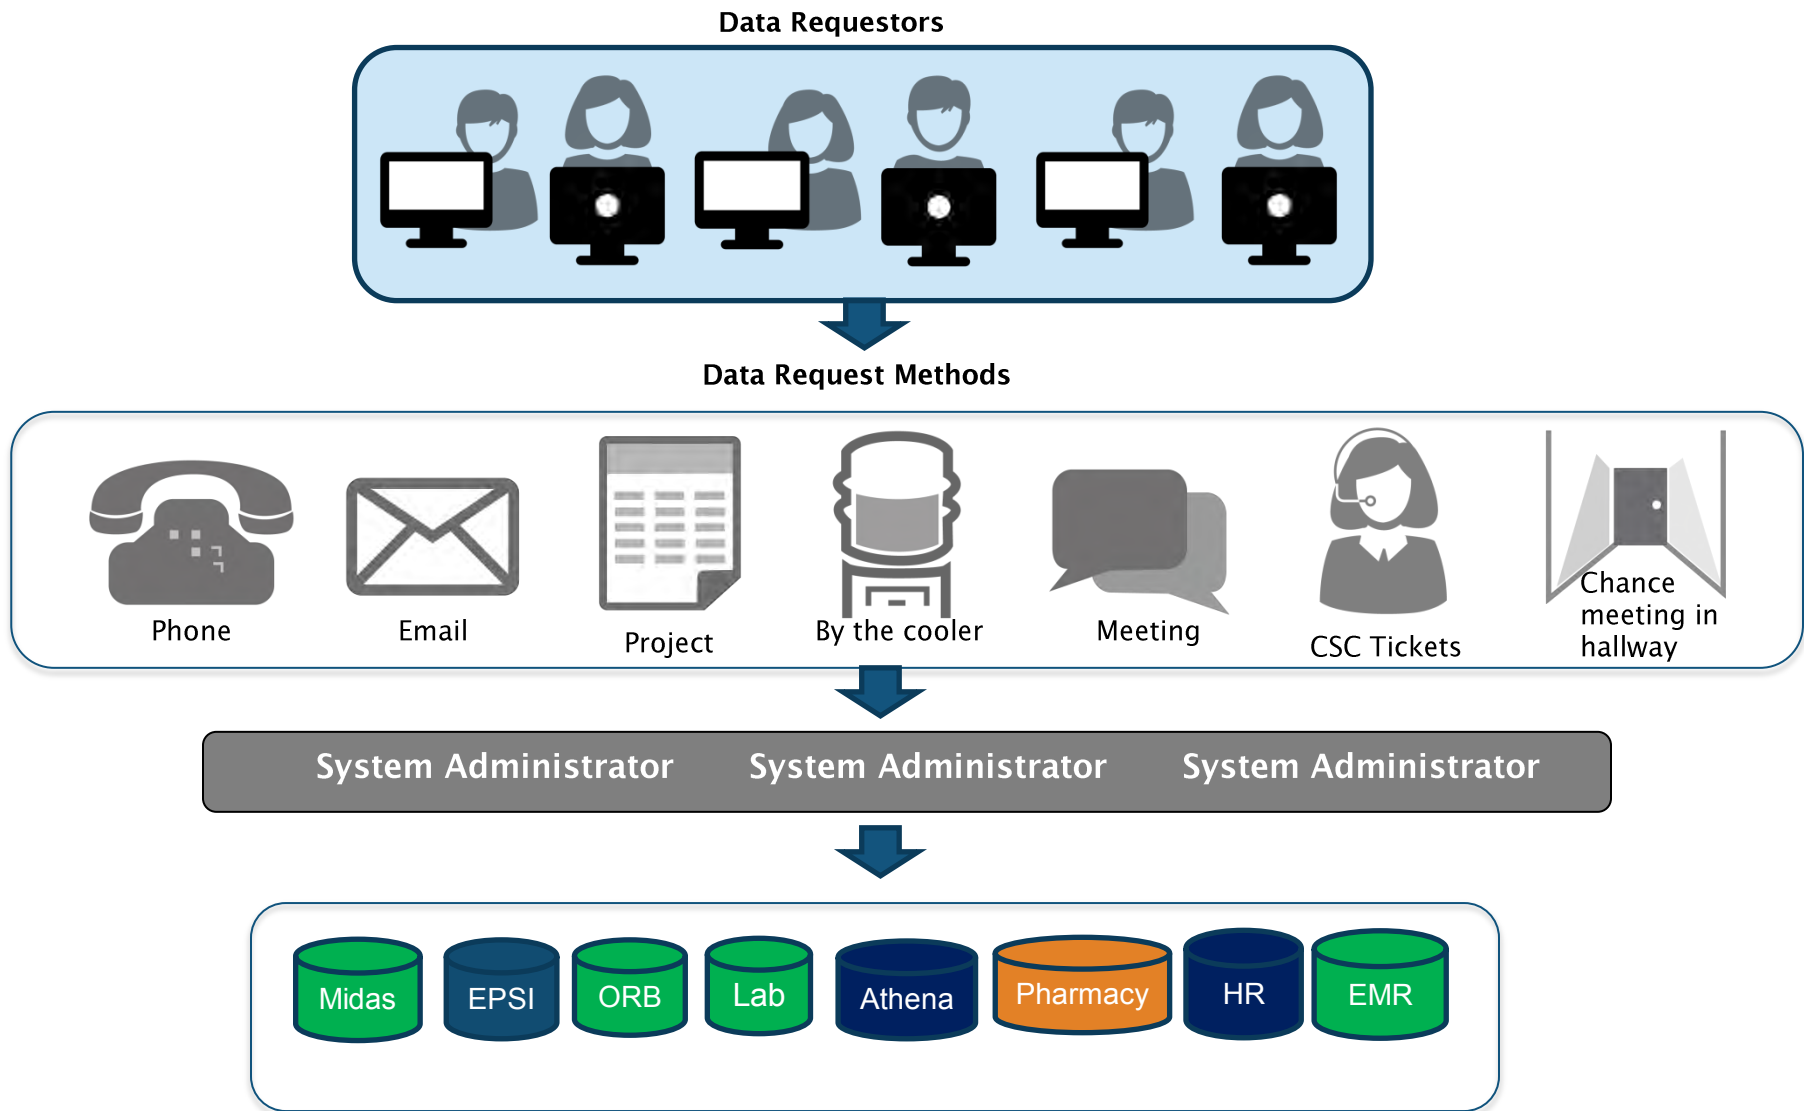 Data Requestors
Data Request Methods
Phone
Email
Project
By the cooler
Meeting
CSC Tickets
Chance
meeting in
hallway
System Administrator System Administrator System Administrator
Midas
EPSI
ORB
Lab
Athena
Pharmacy
HR
EMR